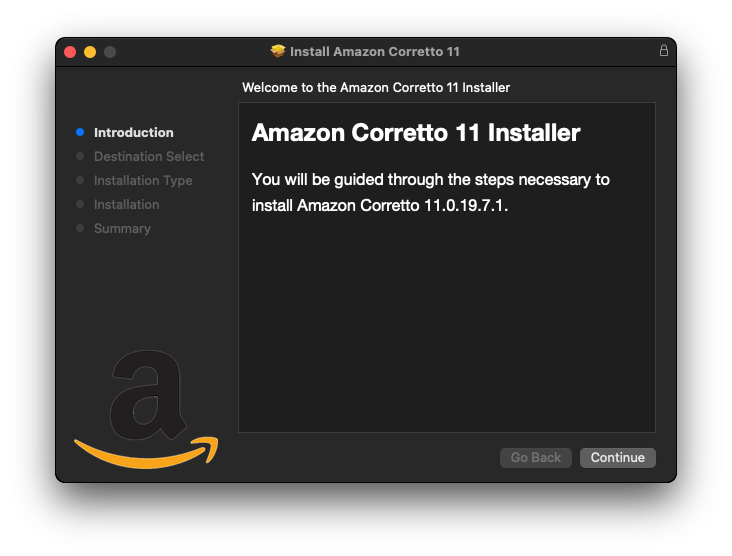 Install Amazon Corretto 11
Welcome to the Amazon Corretto 11 Installer
Introduction
Destination Select
Installation Type
Installation
Summary
Amazon Corretto 11 Installer
You will be guided through the steps necessary to
install Amazon Corretto 11.0.19.7.1.
a
Go Back
Continue